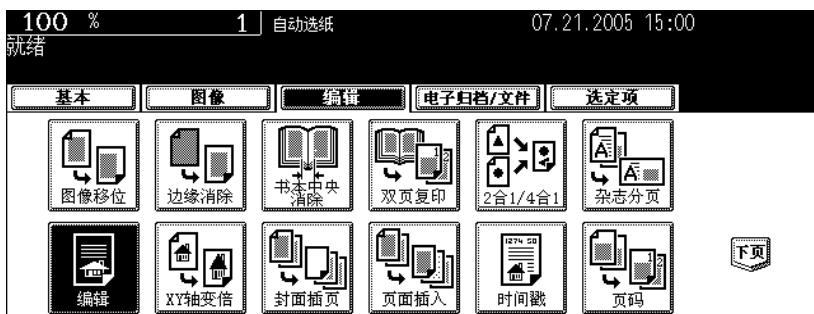 100 % 1 自动选纸 07.21.2005 15:00
就绪
基本 图像 编辑 电子归档/文件 选定项
图像移位 边缘消除 书本中央消除 双页复印 2合1/4合1 杂志分页
编辑 XY轴变倍 封面插页 页面插入 时间戳 页码 下页